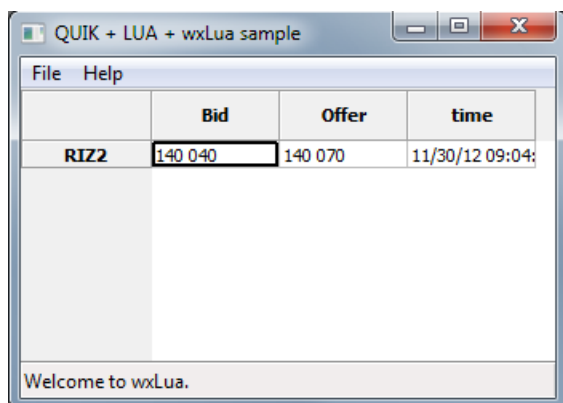 QUIK + LUA + wxLua sample
File Help
Bid Offer time
RIZ2 140 040 140 070 11/30/12 09:04:
Welcome to wxLua.